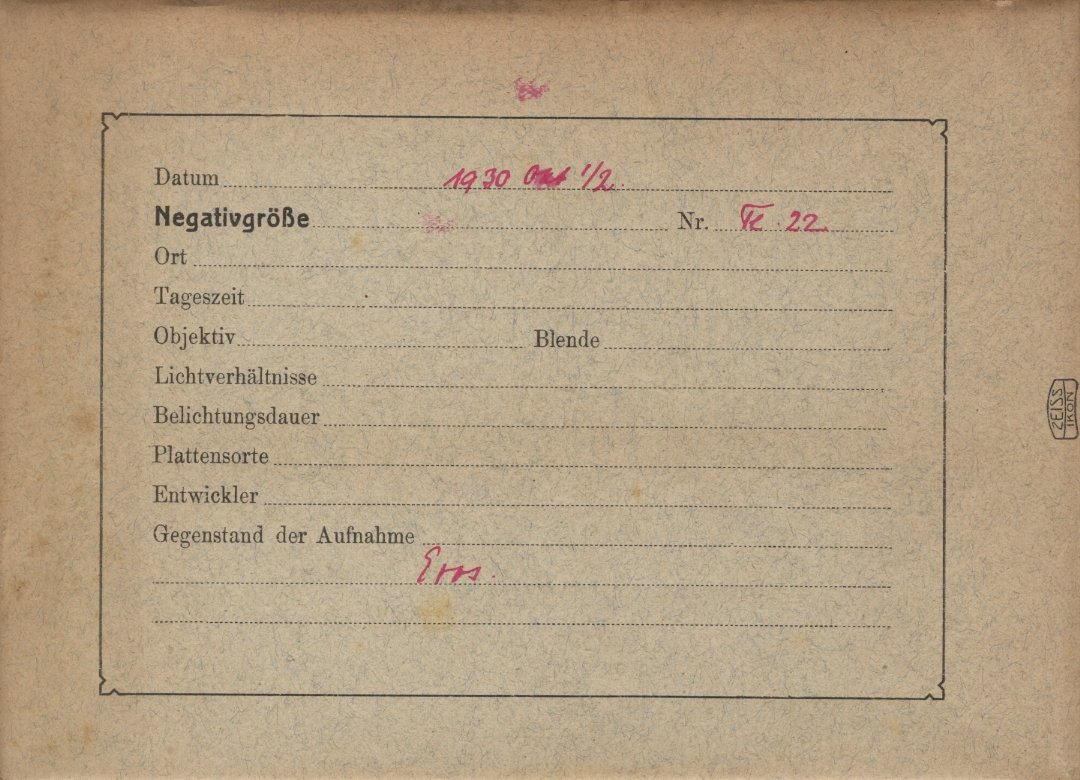 Datum 1930 Okt 1/2.
Negativgröße Nr. 22
Ort
Tageszeit
Objektiv Blende
Lichtverhältnisse
Belichtungsdauer
Plattensorte
Entwickler
Gegenstand der Aufnahme
Eros.
ZEISS
IKON